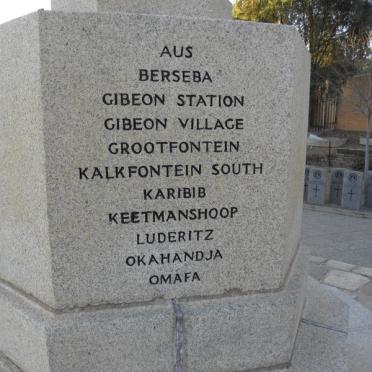 AUS
BERSEBA
GIBEON STATION
GIBEON VILLAGE
GROOTFONTEIN
KALKFONTEIN SOUTH
KARIBIB
KEETMANSHOOP
LUDERITZ
OKAHANDJA
OMAFA